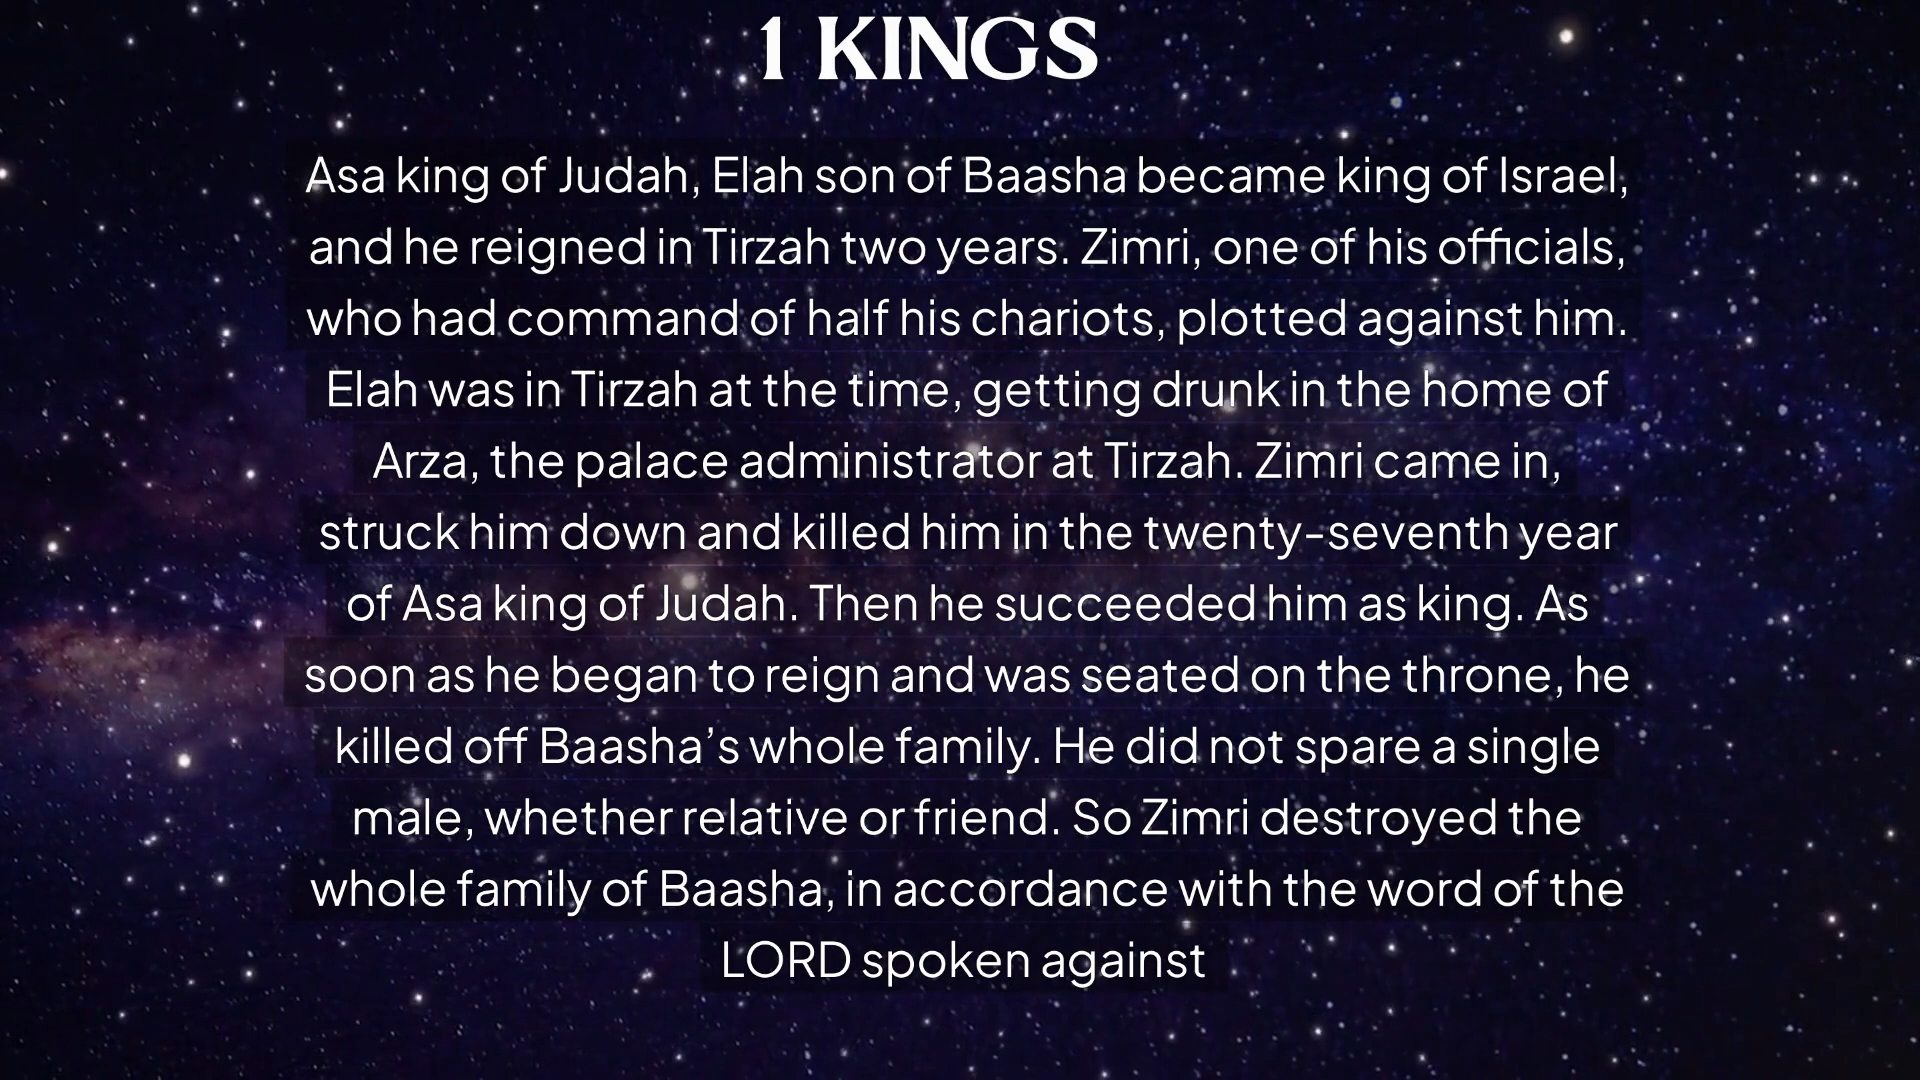 1 KINGS
Asa king of Judah, Elah son of Baasha became king of Israel,
and he reigned in Tirzah two years. Zimri, one of his officials,
who had command of half his chariots, plotted against him.
Elah was in Tirzah at the time, getting drunk in the home of
Arza, the palace administrator at Tirzah. Zimri came in,
struck him down and killed him in the twenty-seventh year
of Asa king of Judah. Then he succeeded him as king. As
soon as he began to reign and was seated on the throne, he
killed off Baasha’s whole family. He did not spare a single
male, whether relative or friend. So Zimri destroyed the
whole family of Baasha, in accordance with the word of the
LORD spoken against